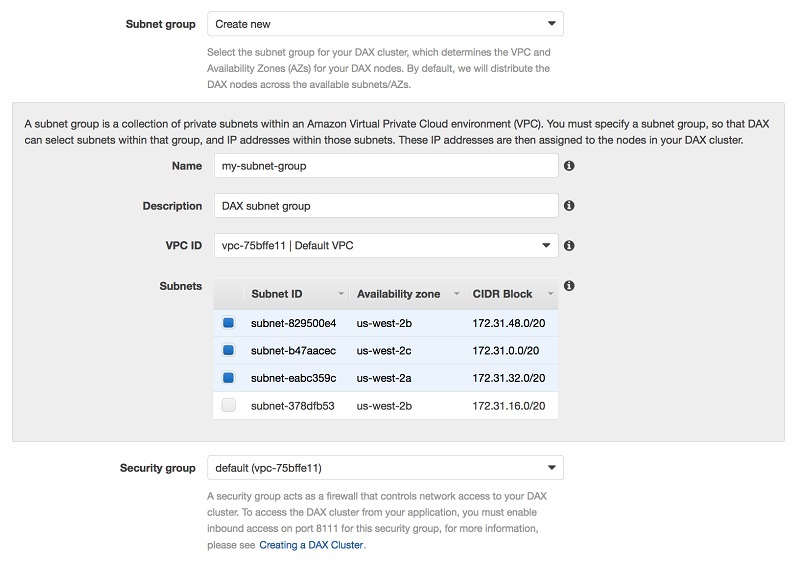 Subnet group Create new
Select the subnet group for your DAX cluster, which determines the VPC and
Availability Zones (AZs) for your DAX nodes. By default, we will distribute the
DAX nodes across the available subnets/AZs.
A subnet group is a collection of private subnets within an Amazon Virtual Private Cloud environment (VPC). You must specify a subnet group, so that DAX
can select subnets within that group, and IP addresses within those subnets. These IP addresses are then assigned to the nodes in your DAX cluster.
Name my-subnet-group
Description DAX subnet group
VPC ID vpc-75bffe11 | Default VPC
Subnets
Subnet ID Availability zone CIDR Block
subnet-829500e4 us-west-2b 172.31.48.0/20
subnet-b47aacec us-west-2c 172.31.0.0/20
subnet-eabc359c us-west-2a 172.31.32.0/20
subnet-378dfb53 us-west-2b 172.31.16.0/20
Security group default (vpc-75bffe11)
A security group acts as a firewall that controls network access to your DAX
cluster. To access the DAX cluster from your application, you must enable
inbound access on port 8111 for this security group, for more information,
please see Creating a DAX Cluster.